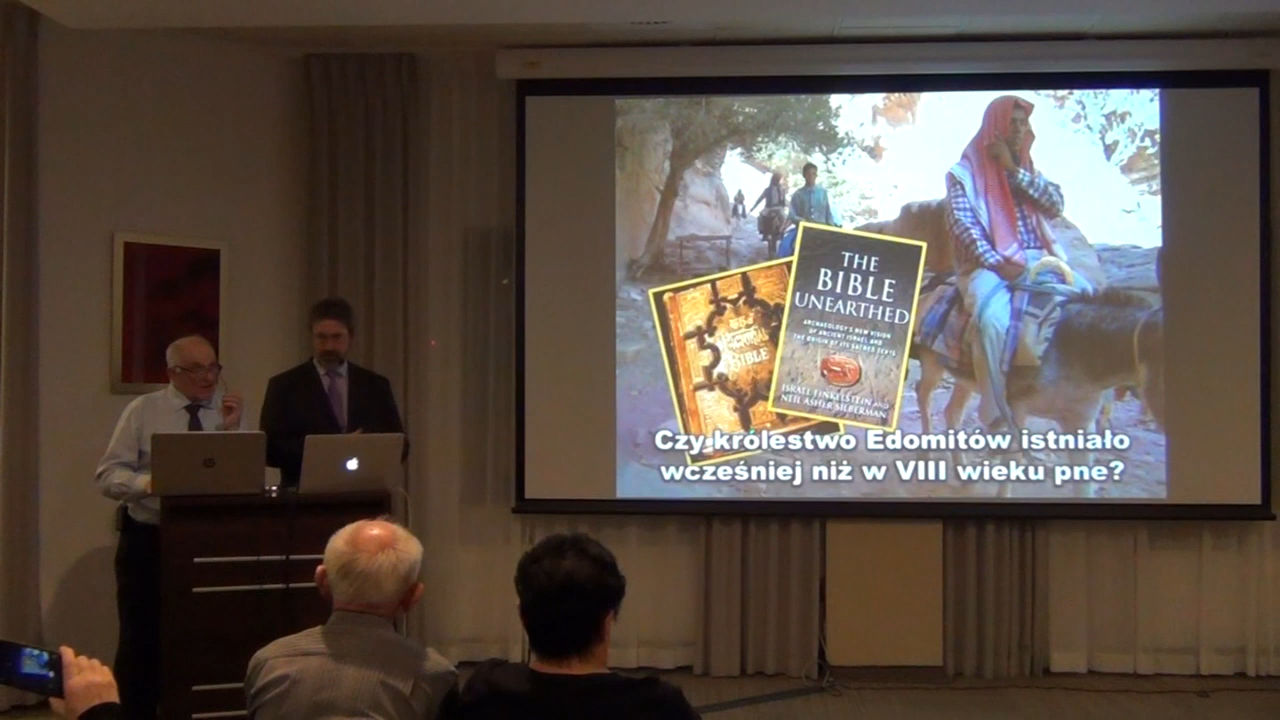 THE
BIBLE
UNEARTHED
ARCHAEOLOGY'S NEW VISION
OF ANCIENT ISRAEL AND
THE ORIGIN OF ITS SACRED TEXTS
ISRAEL FINKELSTEIN AND
NEIL ASHER SILBERMAN
BIBLE
Czy królestwo Edomitów istniało
wcześniej niż w VIII wieku pne?